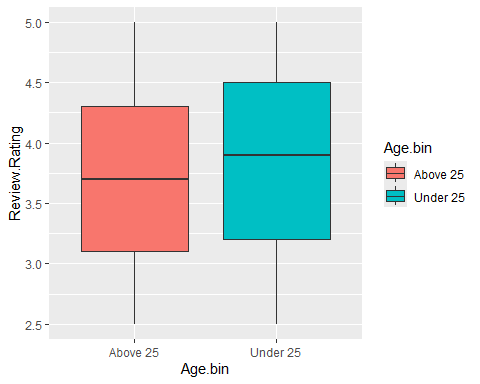 5.0
4.5
4.0
3.5
3.0
2.5
Review.Rating
Above 25
Under 25
Age.bin
Age.bin
Above 25
Under 25